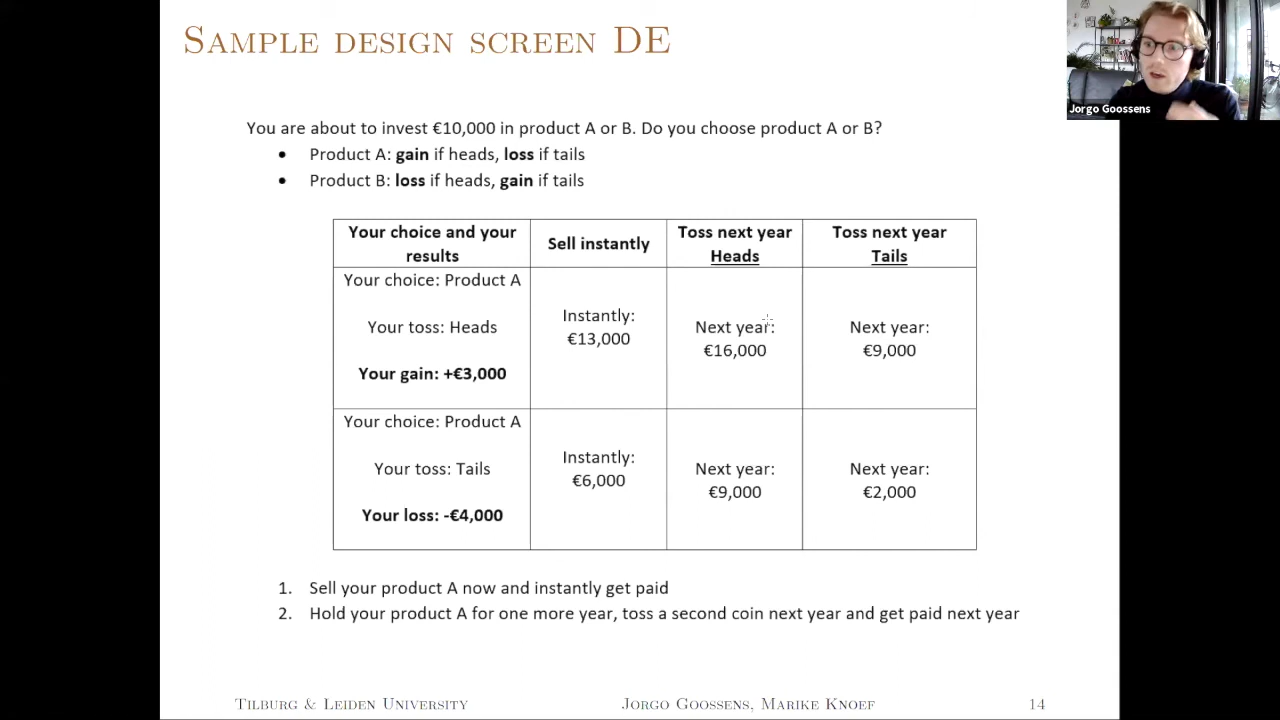 SAMPLE DESIGN SCREEN DE
Jorgo Goossens
You are about to invest €10,000 in product A or B. Do you choose product A or B?
• Product A: gain if heads, loss if tails
• Product B: loss if heads, gain if tails
Your choice and your
results
Sell instantly
Toss next year
Heads
Toss next year
Tails
Your choice: Product A
Your toss: Heads
Your gain: +€3,000
Instantly:
€13,000
Next year:
€16,000
Next year:
€9,000
Your choice: Product A
Your toss: Tails
Your loss: -€4,000
Instantly:
€6,000
Next year:
€9,000
Next year:
€2,000
1. Sell your product A now and instantly get paid
2. Hold your product A for one more year, toss a second coin next year and get paid next year
TILBURG & LEIDEN UNIVERSITY
JORGO GOOSSENS, MARIKE KNOEF
14